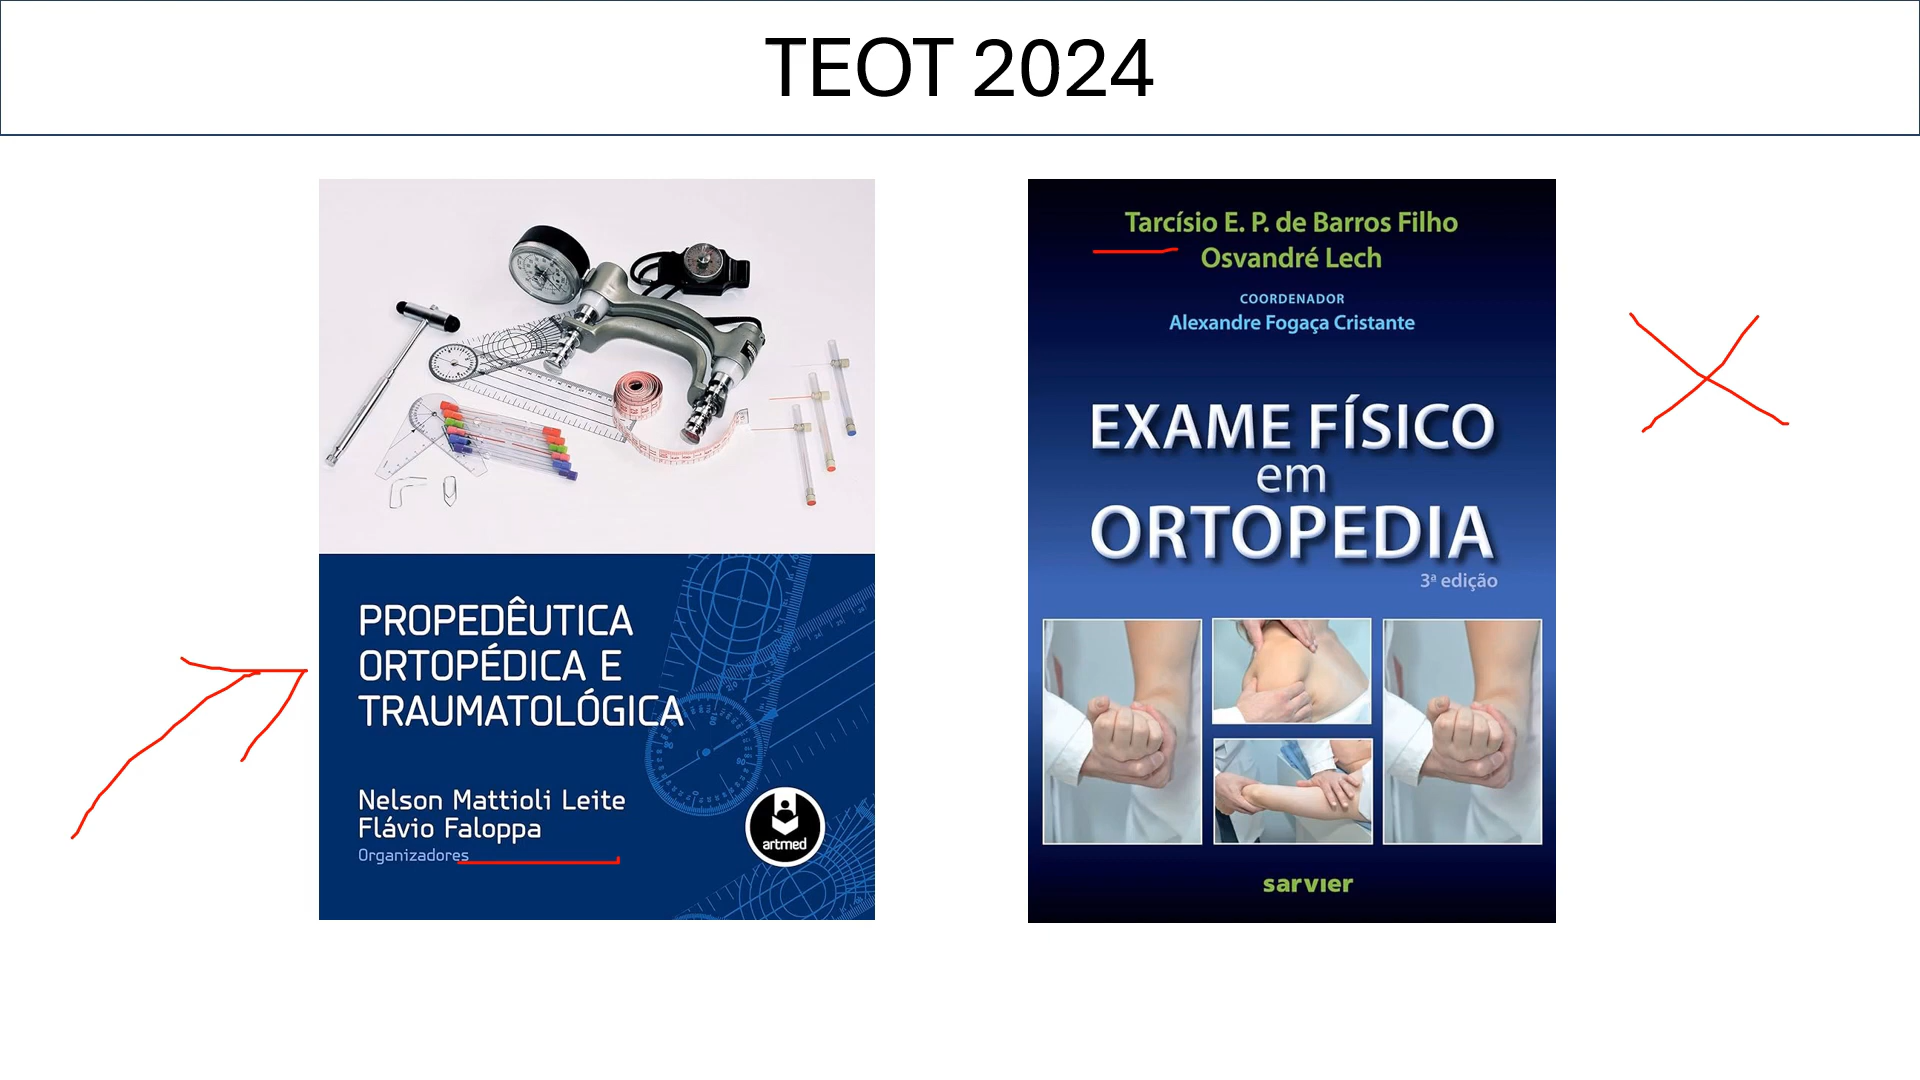 TEOT 2024
PROPEDÊUTICA
ORTOPÉDICA E
TRAUMATOLÓGICA
Nelson Mattioli Leite
Flávio Faloppa
Organizadores
artmed
Tarcísio E. P. de Barros Filho
Osvandré Lech
COORDENADOR
Alexandre Fogaça Cristante
EXAME FÍSICO
em
ORTOPEDIA
3ª edição
sarvier